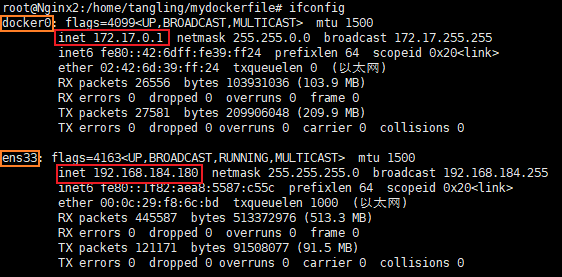 root@Nginx2:/home/tangling/mydockerfile# ifconfig
docker0: flags=4099<UP,BROADCAST,MULTICAST>  mtu 1500
inet 172.17.0.1  netmask 255.255.0.0  broadcast 172.17.255.255
inet6 fe80::42:6dff:fe39:ff24  prefixlen 64  scopeid 0x20<link>
ether 02:42:6d:39:ff:24  txqueuelen 0  (以太网)
RX packets 26556  bytes 103931036 (103.9 MB)
RX errors 0  dropped 0  overruns 0  frame 0
TX packets 27581  bytes 209906048 (209.9 MB)
TX errors 0  dropped 0 overruns 0  carrier 0  collisions 0
ens33: flags=4163<UP,BROADCAST,RUNNING,MULTICAST>  mtu 1500
inet 192.168.184.180  netmask 255.255.255.0  broadcast 192.168.184.255
inet6 fe80::1f82:aea8:5587:c55c  prefixlen 64  scopeid 0x20<link>
ether 00:0c:29:f8:6c:bd  txqueuelen 1000  (以太网)
RX packets 445587  bytes 513372976 (513.3 MB)
RX errors 0  dropped 0  overruns 0  frame 0
TX packets 121171  bytes 91508077 (91.5 MB)
TX errors 0  dropped 0 overruns 0  carrier 0  collisions 0